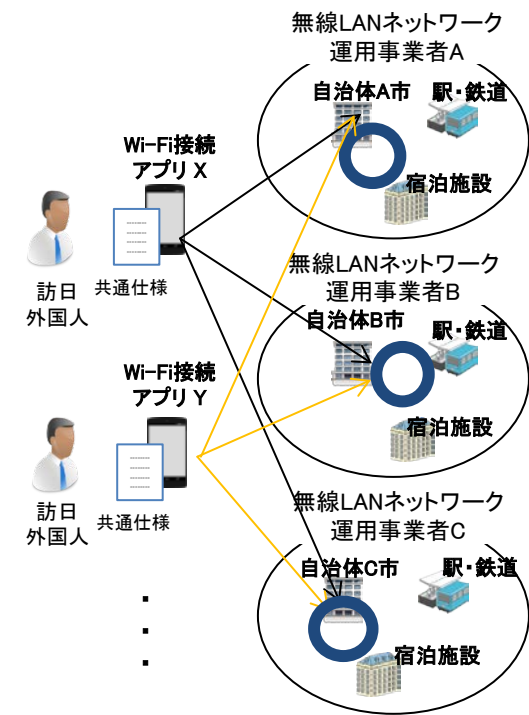 無線LANネットワーク
運用事業者A
自治体A市
駅・鉄道
宿泊施設
Wi-Fi接続
アプリ X
訪日
外国人
共通仕様
無線LANネットワーク
運用事業者B
自治体B市
駅・鉄道
宿泊施設
Wi-Fi接続
アプリ Y
訪日
外国人
共通仕様
無線LANネットワーク
運用事業者C
自治体C市
駅・鉄道
宿泊施設
・
・
・